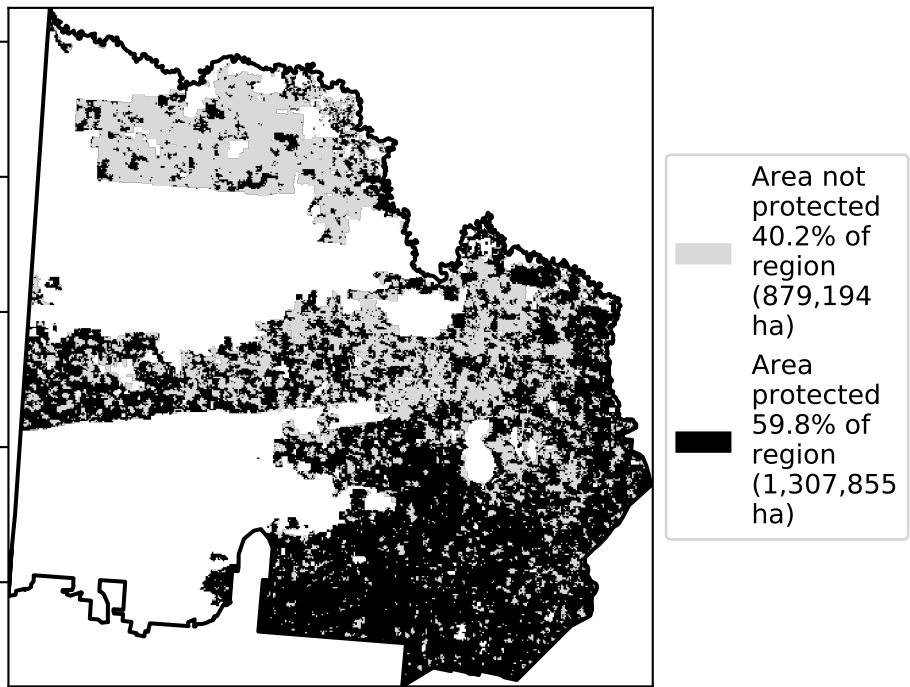 Area not
protected
40.2% of
region
(879,194
ha)
Area
protected
59.8% of
region
(1,307,855
ha)